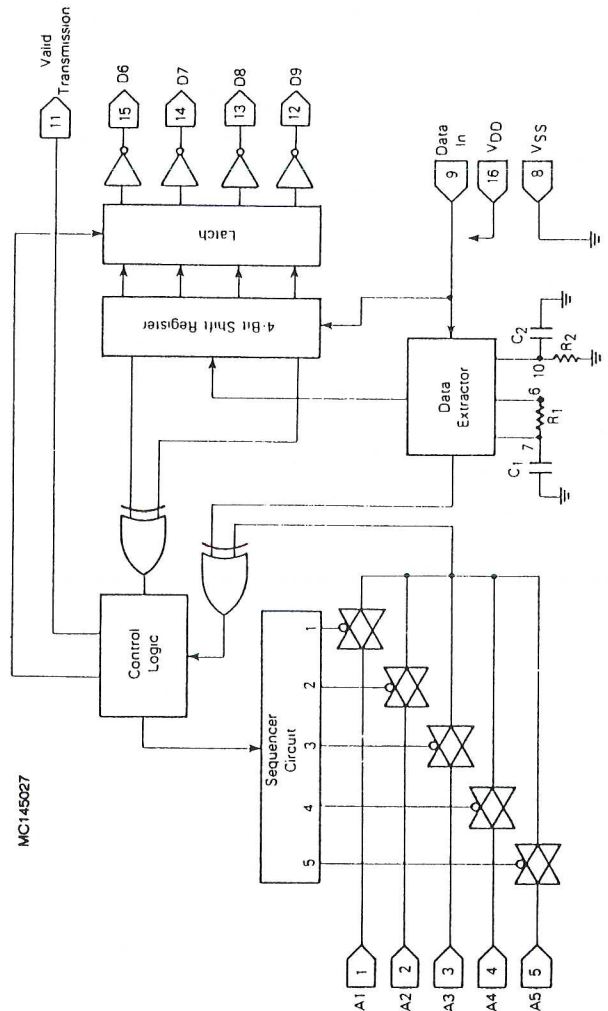 MC145027
11
Valid
Transmission
15
D6
14
D7
13
D8
12
D9
Latch
4-Bit Shift Register
Control
Logic
Sequencer
Circuit
1
2
3
4
5
Data
Extractor
9
Data
In
16
VDD
8
VSS
C1
7
R1
6
10
C2
R2
A1
1
A2
2
A3
3
A4
4
A5
5